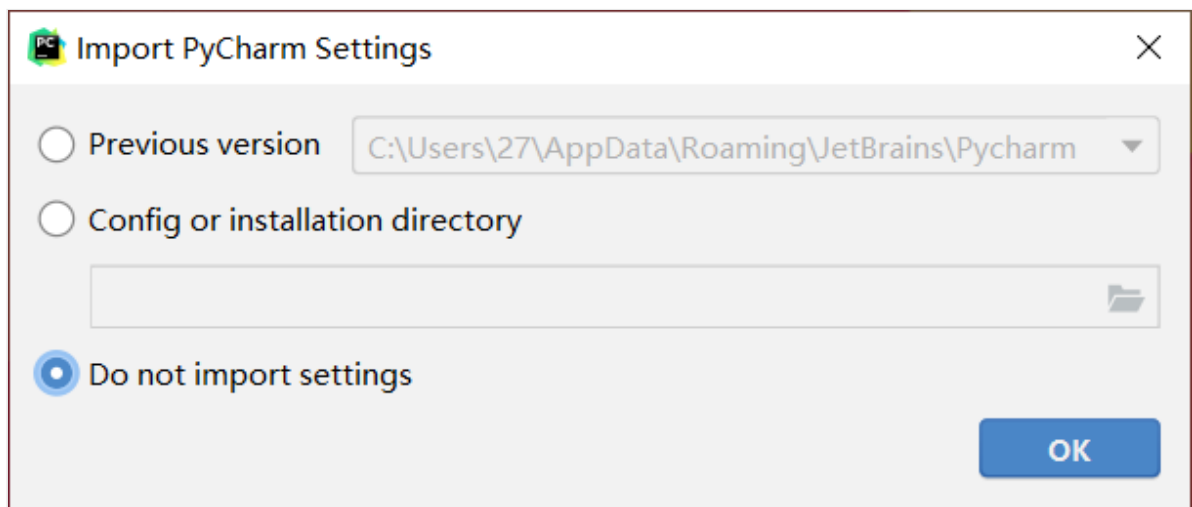 PC
Import PyCharm Settings
Previous version C:\Users\27\AppData\Roaming\JetBrains\Pycharm
Config or installation directory
Do not import settings
OK